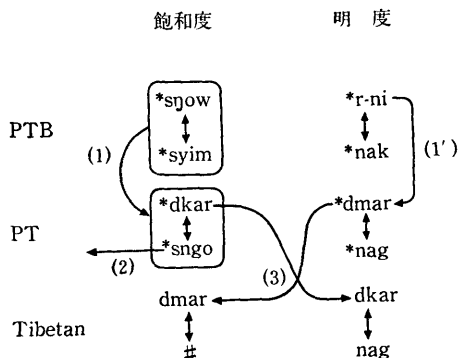 飽和度 明 度
*sŋow *r-ni
PTB
(1) *syim *nak (1')
*dkar *dmar
PT
*sngo *nag
(2) (3)
dmar dkar
Tibetan
# nag